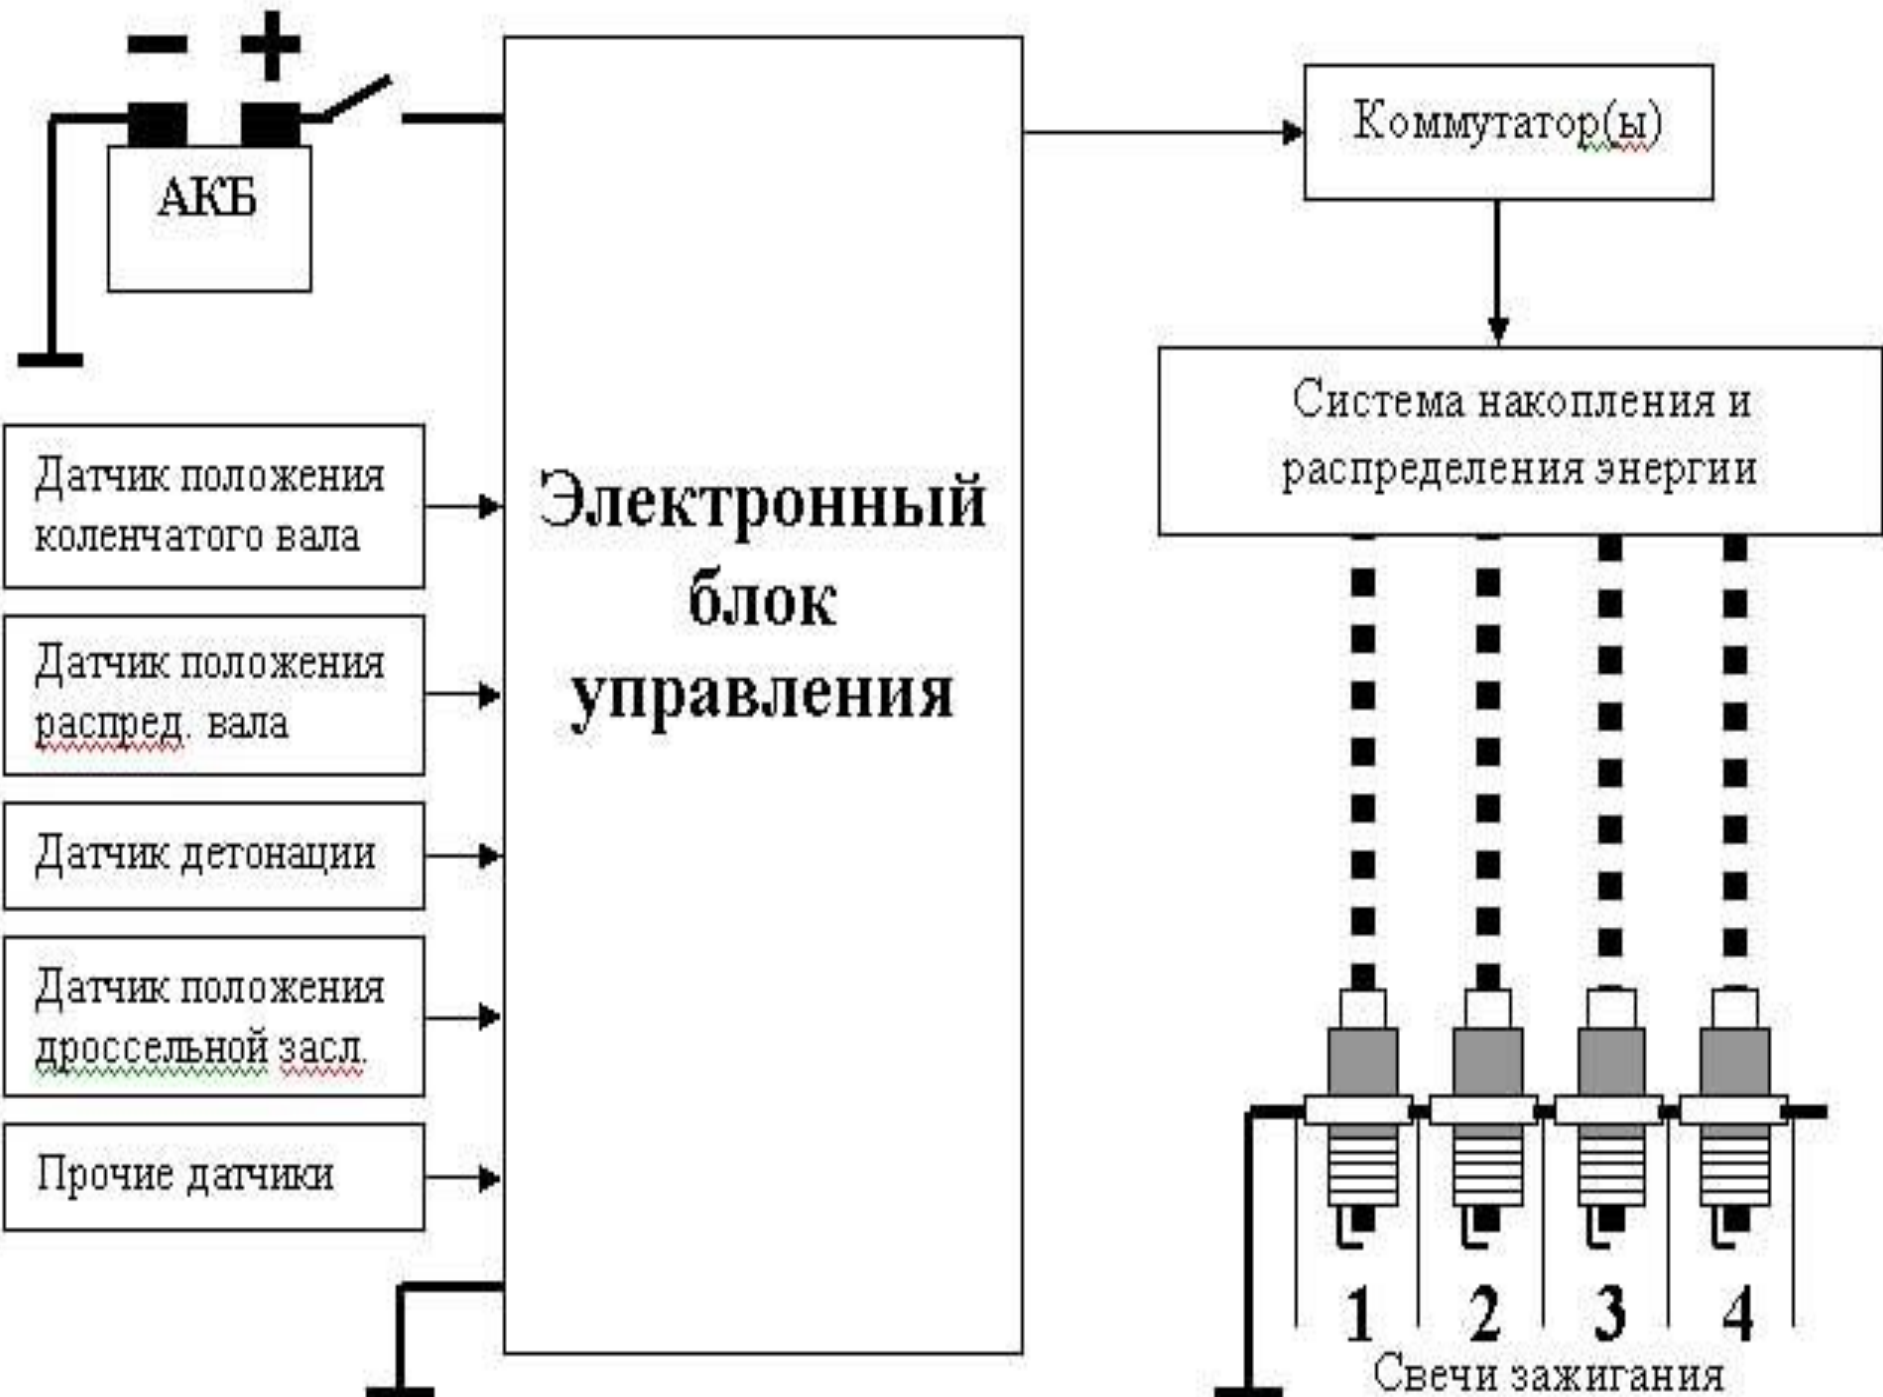 − +
АКБ
Датчик положения
коленчатого вала
Датчик положения
распред. вала
Датчик детонации
Датчик положения
дроссельной засл.
Прочие датчики
Электронный
блок
управления
Коммутатор(ы)
Система накопления и
распределения энергии
1 2 3 4
Свечи зажигания